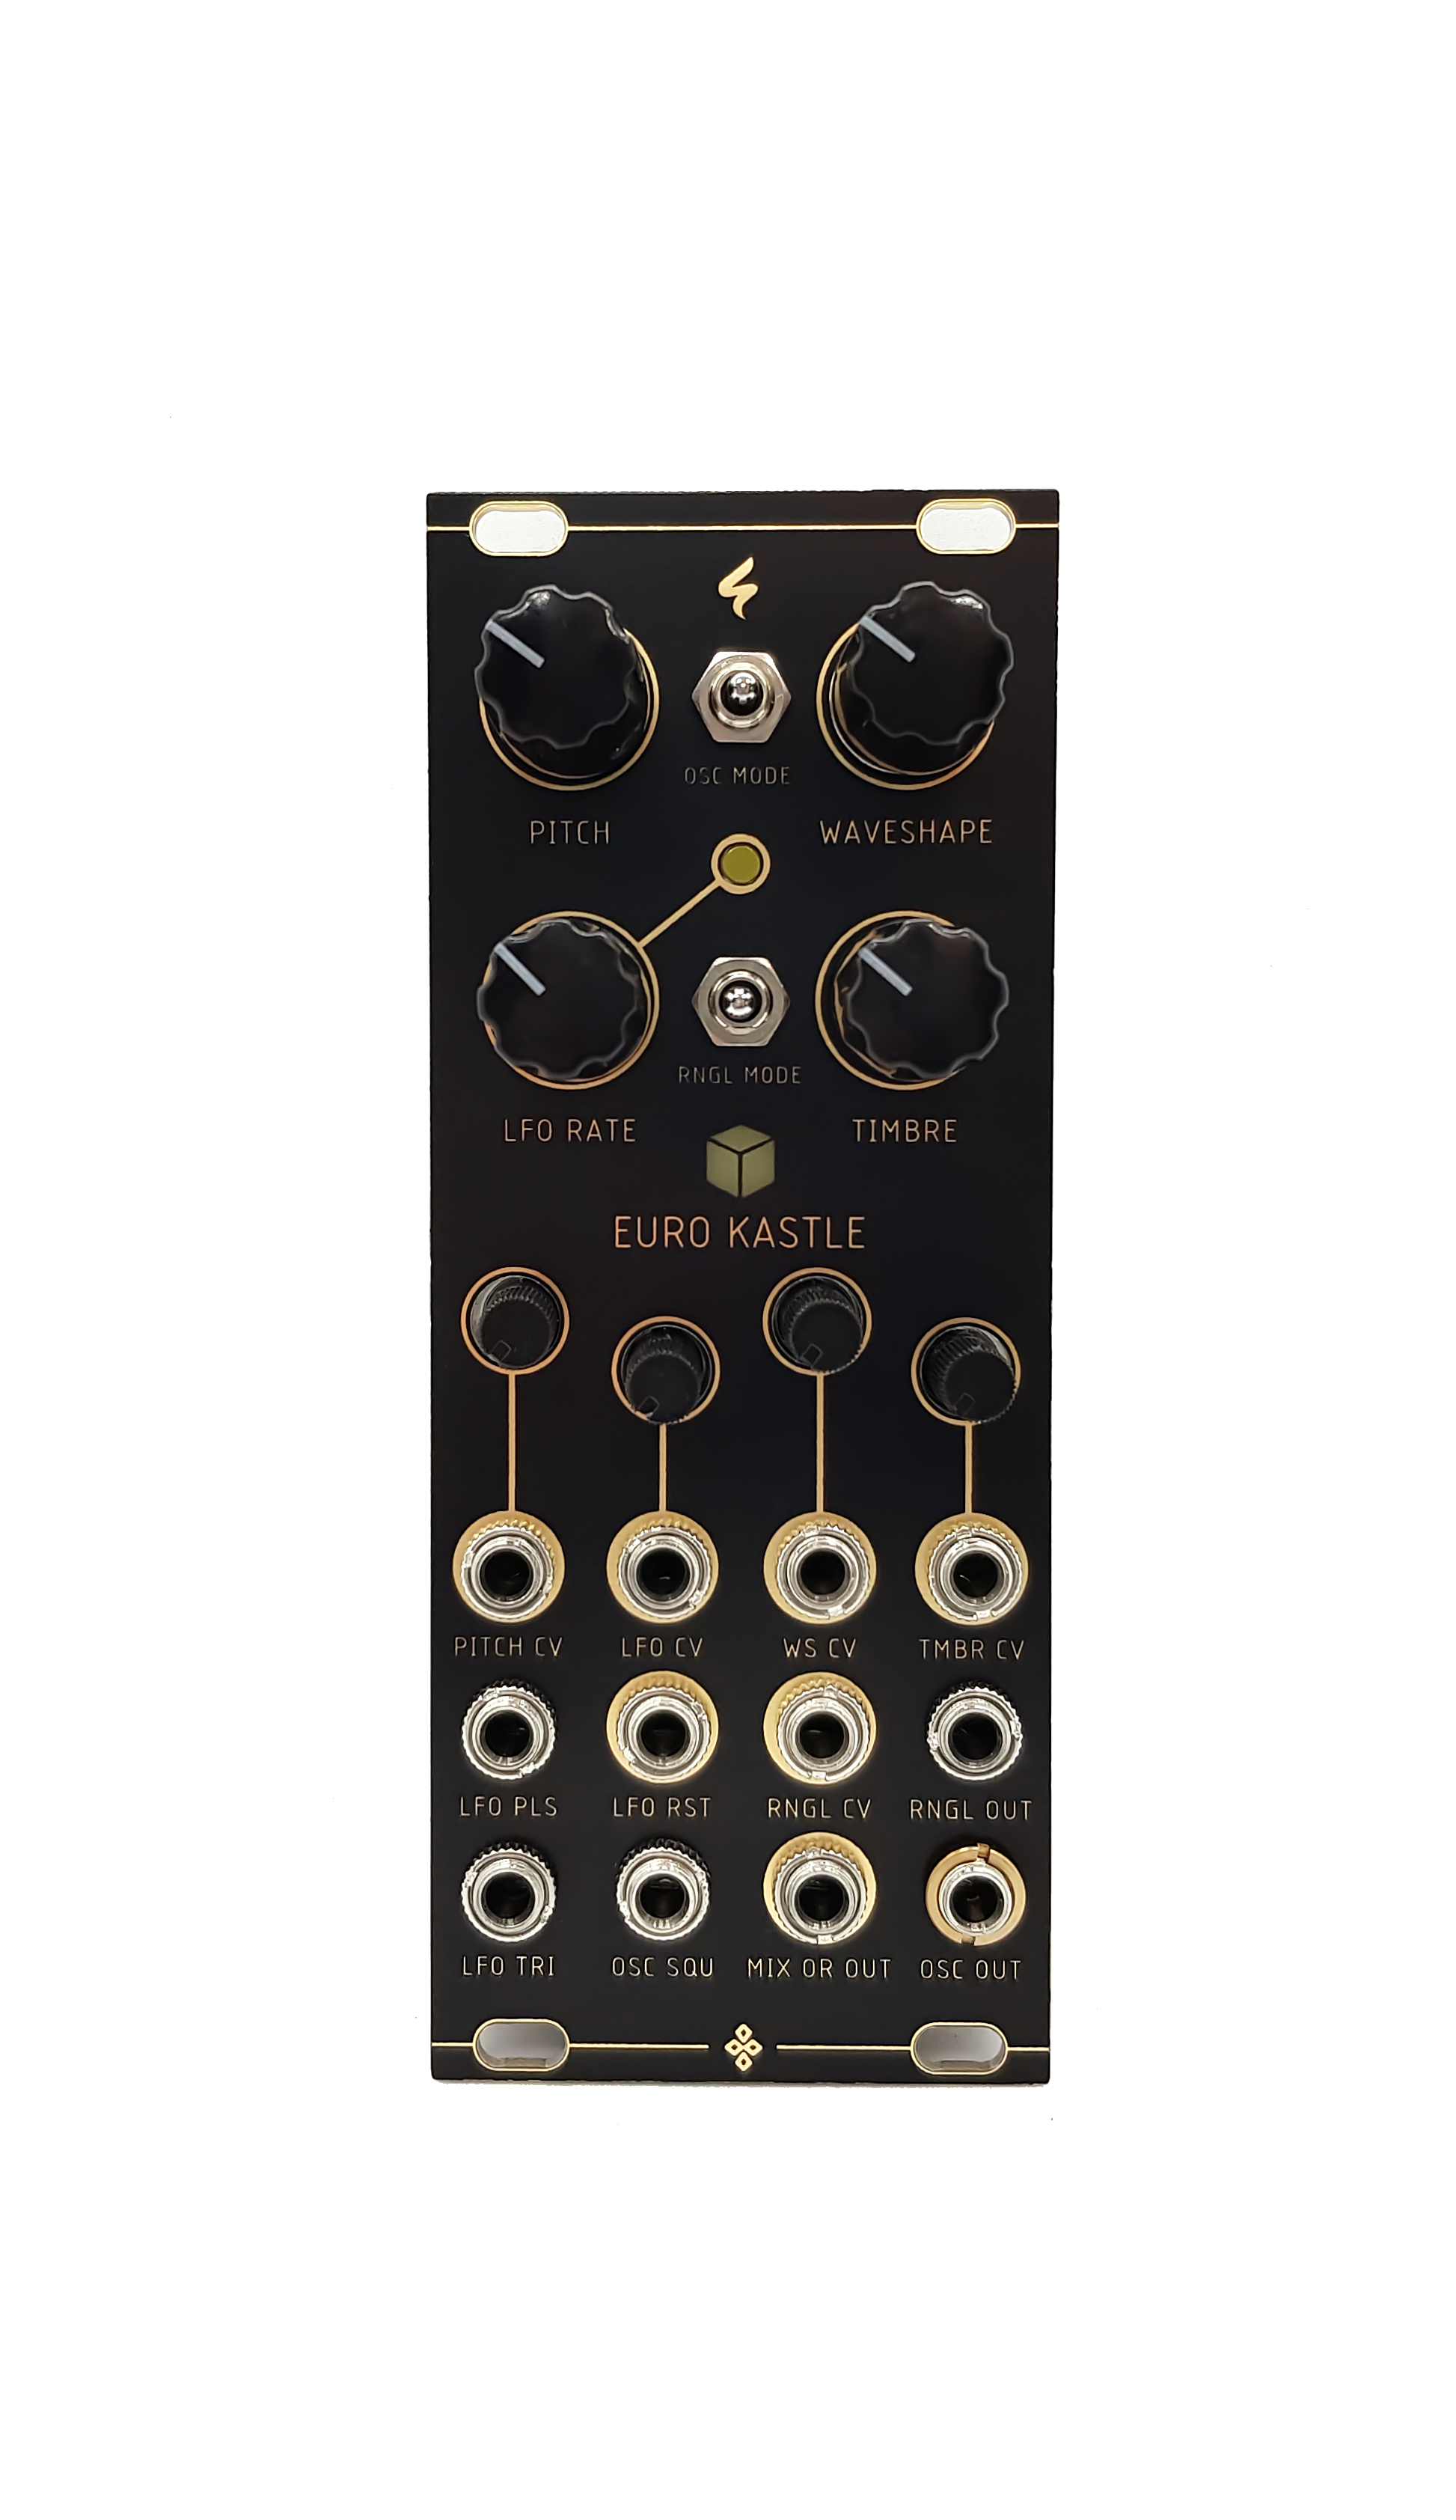 OSC MODE
PITCH
WAVESHAPE
RNGL MODE
LFO RATE
TIMBRE
EURO KASTLE
PITCH CV
LFO CV
WS CV
TMBR CV
LFO PLS
LFO RST
RNGL CV
RNGL OUT
LFO TRI
OSC SQU
MIX OR OUT
OSC OUT